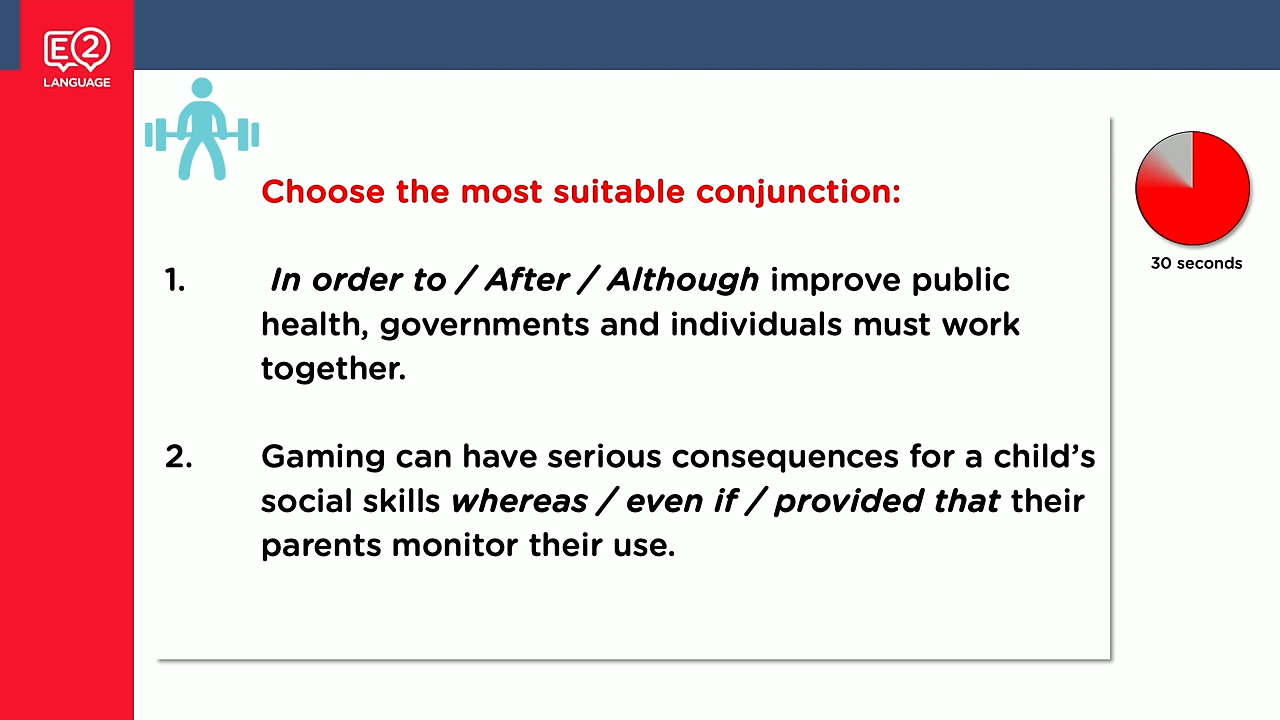 E2
LANGUAGE
Choose the most suitable conjunction:
30 seconds
1. In order to / After / Although improve public
health, governments and individuals must work
together.
2. Gaming can have serious consequences for a child’s
social skills whereas / even if / provided that their
parents monitor their use.